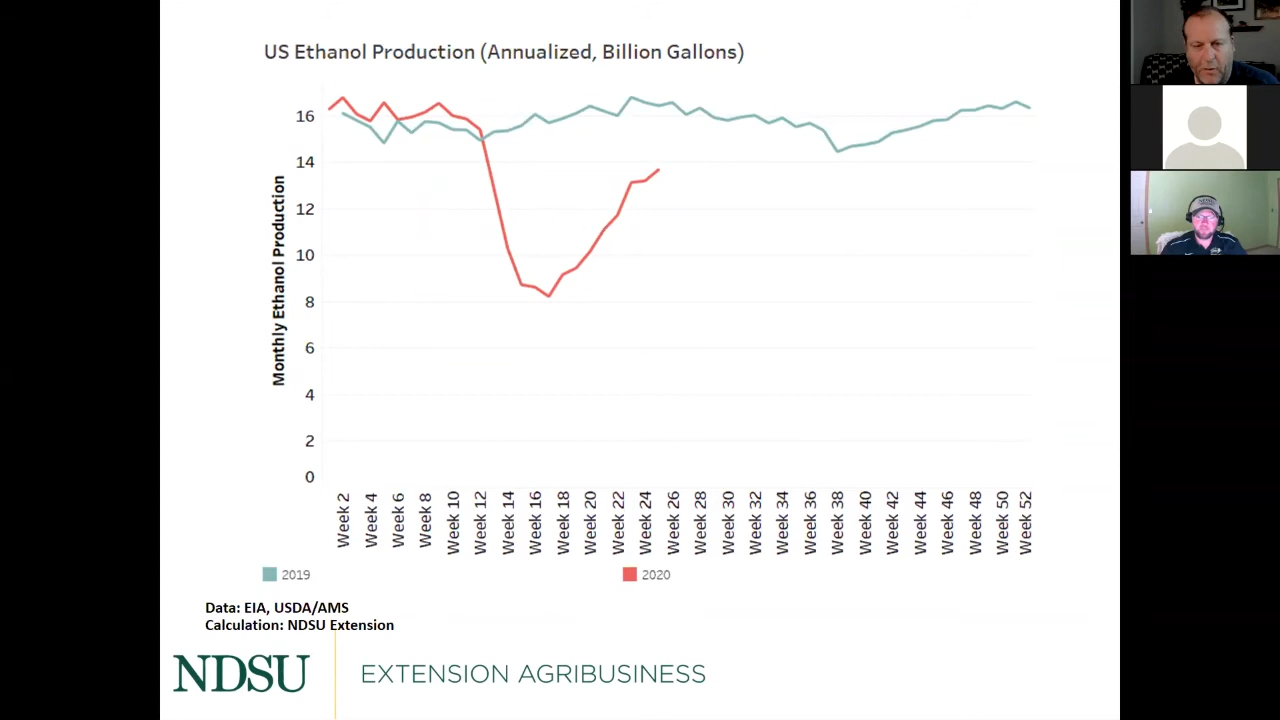 US Ethanol Production (Annualized, Billion Gallons)
Monthly Ethanol Production
16
14
12
10
8
6
4
2
0
Week 2
Week 4
Week 6
Week 8
Week 10
Week 12
Week 14
Week 16
Week 18
Week 20
Week 22
Week 24
Week 26
Week 28
Week 30
Week 32
Week 34
Week 36
Week 38
Week 40
Week 42
Week 44
Week 46
Week 48
Week 50
Week 52
2019
2020
Data: EIA, USDA/AMS
Calculation: NDSU Extension
NDSU
EXTENSION AGRIBUSINESS